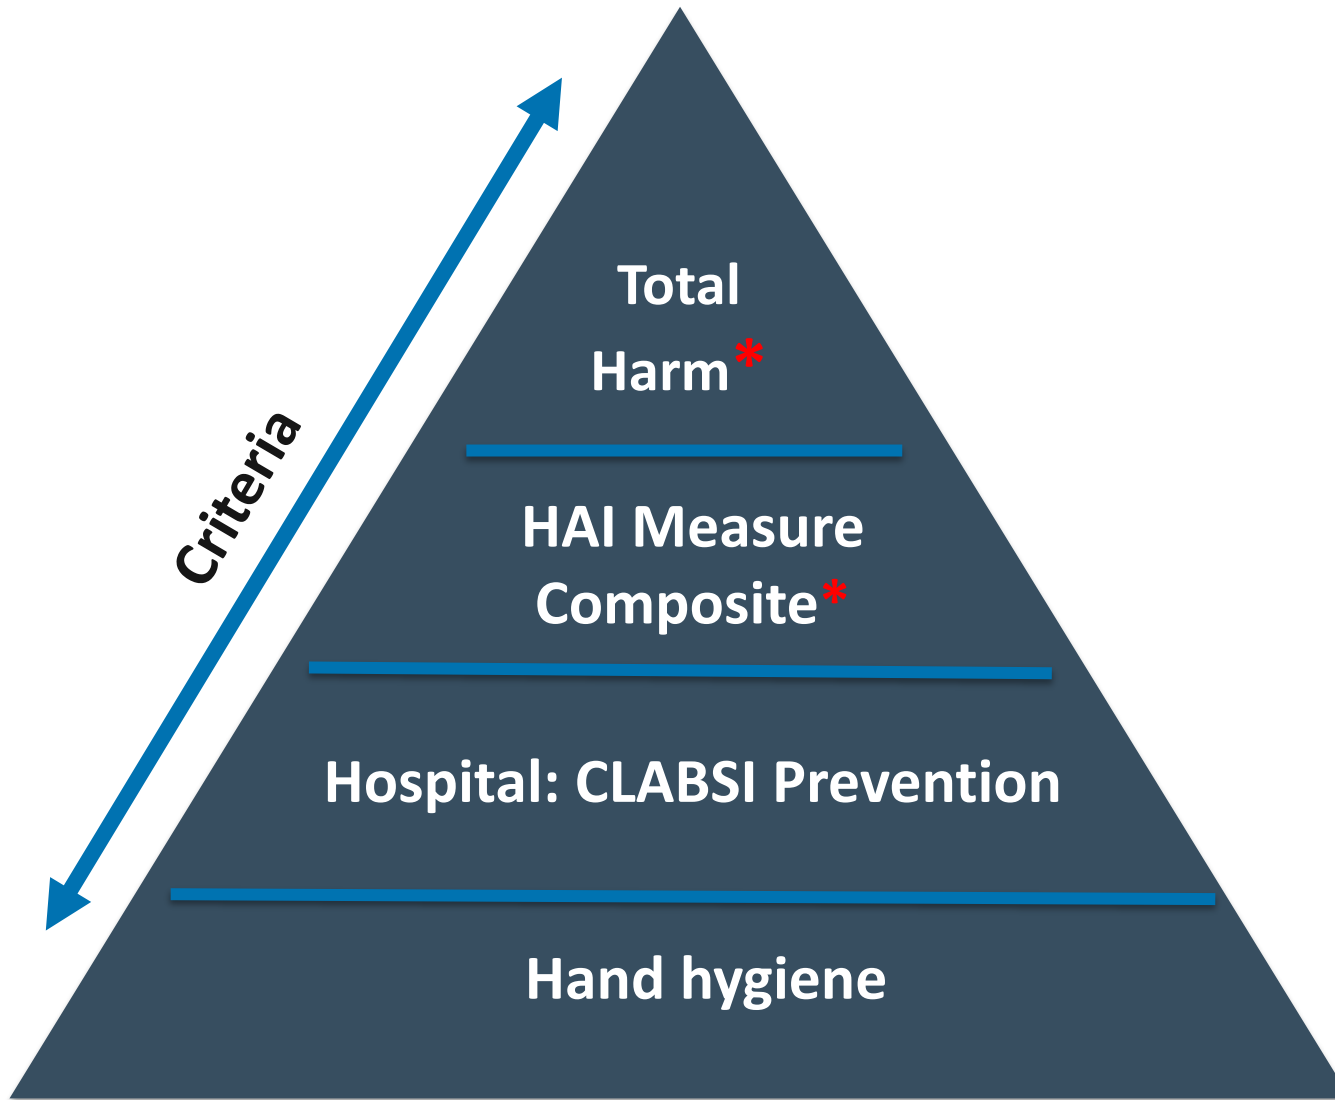 Total
Harm*
Criteria
HAI Measure
Composite*
Hospital: CLABSI Prevention
Hand hygiene